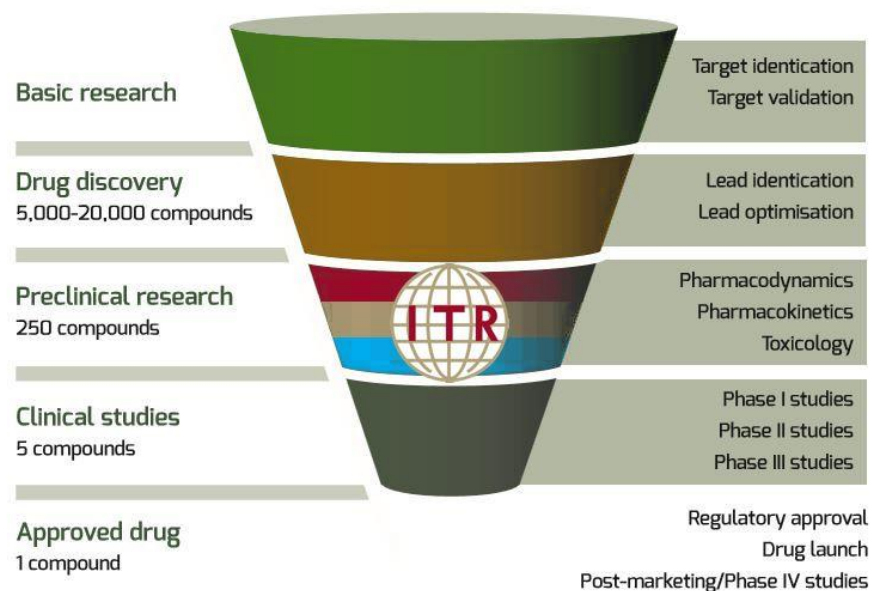 Basic research
Target identication
Target validation
Drug discovery
5,000-20,000 compounds
Lead identication
Lead optimisation
Preclinical research
250 compounds
ITR
Pharmacodynamics
Pharmacokinetics
Toxicology
Clinical studies
5 compounds
Phase I studies
Phase II studies
Phase III studies
Approved drug
1 compound
Regulatory approval
Drug launch
Post-marketing/Phase IV studies